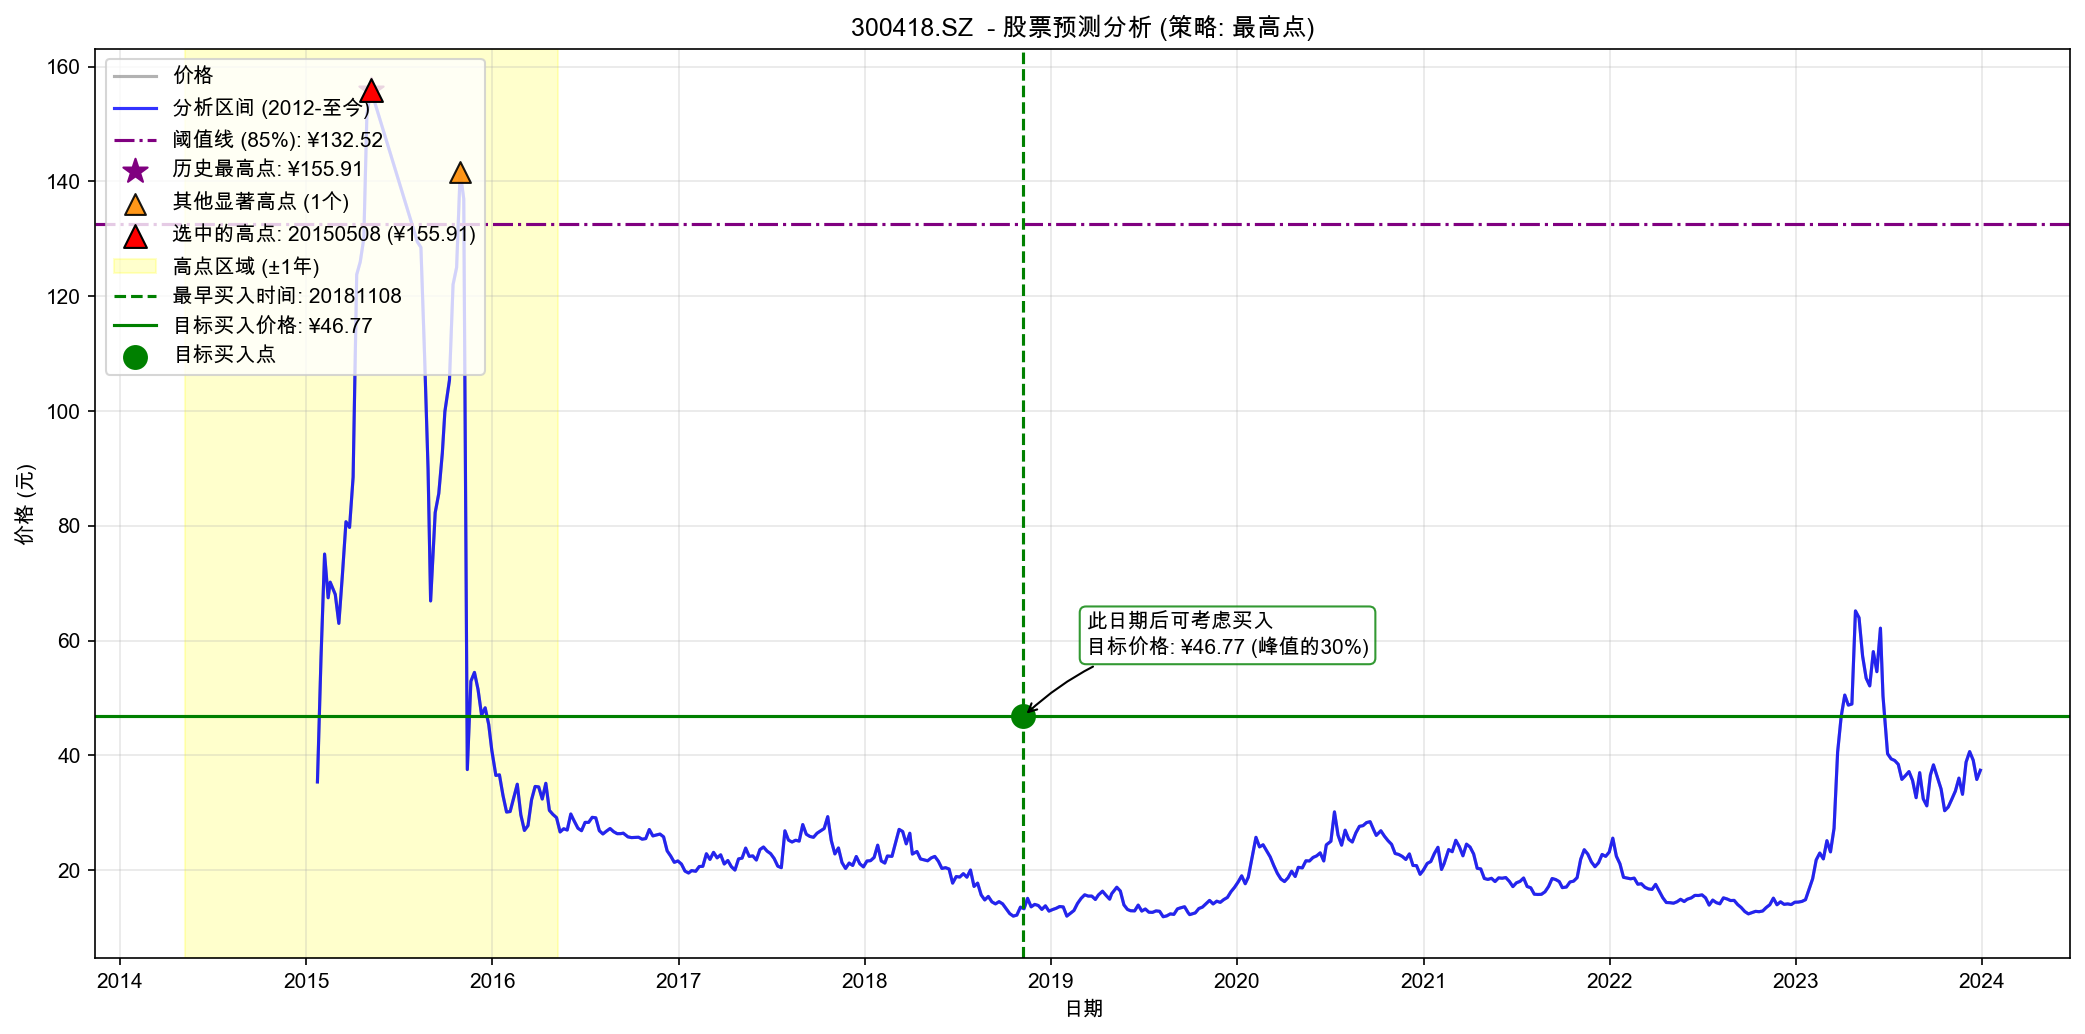 300418.SZ  - 股票预测分析 (策略: 最高点)
价格
分析区间 (2012-至今)
阈值线 (85%): ¥132.52
历史最高点: ¥155.91
其他显著高点 (1个)
选中的高点: 20150508 (¥155.91)
高点区域 (±1年)
最早买入时间: 20181108
目标买入价格: ¥46.77
目标买入点
160
140
120
100
80
60
40
20
价格 (元)
此日期后可考虑买入
目标价格: ¥46.77 (峰值的30%)
2014
2015
2016
2017
2018
2019
2020
2021
2022
2023
2024
日期